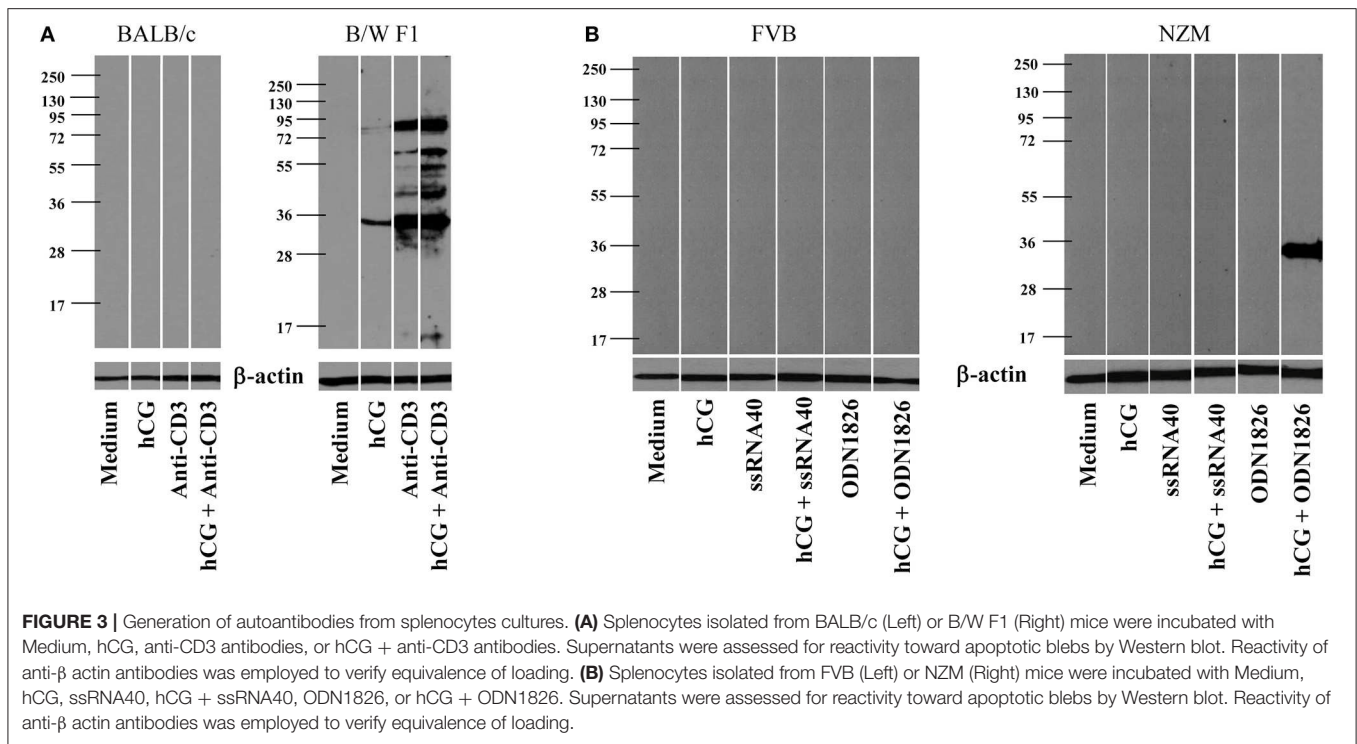 A
BALB/c
250
130
95
72
55
36
28
17
B/W F1
250
130
95
72
55
36
28
17
β-actin
Medium
hCG
Anti-CD3
hCG + Anti-CD3
Medium
hCG
Anti-CD3
hCG + Anti-CD3
B
FVB
250
130
95
72
55
36
28
17
NZM
250
130
95
72
55
36
28
17
β-actin
Medium
hCG
ssRNA40
hCG + ssRNA40
ODN1826
hCG + ODN1826
Medium
hCG
ssRNA40
hCG + ssRNA40
ODN1826
hCG + ODN1826
FIGURE 3 | Generation of autoantibodies from splenocytes cultures. (A) Splenocytes isolated from BALB/c (Left) or B/W F1 (Right) mice were incubated with
Medium, hCG, anti-CD3 antibodies, or hCG + anti-CD3 antibodies. Supernatants were assessed for reactivity toward apoptotic blebs by Western blot. Reactivity of
anti-β actin antibodies was employed to verify equivalence of loading. (B) Splenocytes isolated from FVB (Left) or NZM (Right) mice were incubated with Medium,
hCG, ssRNA40, hCG + ssRNA40, ODN1826, or hCG + ODN1826. Supernatants were assessed for reactivity toward apoptotic blebs by Western blot. Reactivity of
anti-β actin antibodies was employed to verify equivalence of loading.